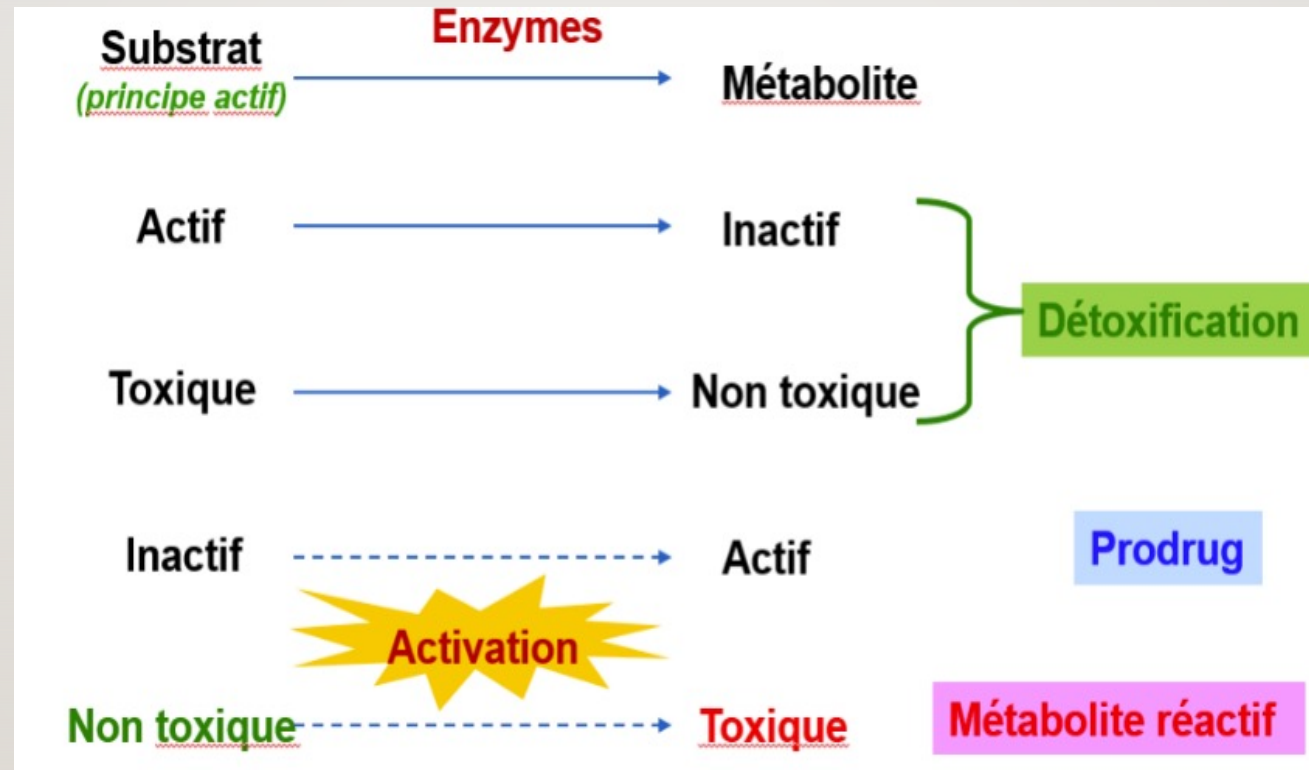 Enzymes
Substrat
(principe actif)
Métabolite
Actif
Inactif
Détoxification
Toxique
Non toxique
Inactif
Actif
Prodrug
Activation
Non toxique
Toxique
Métabolite réactif